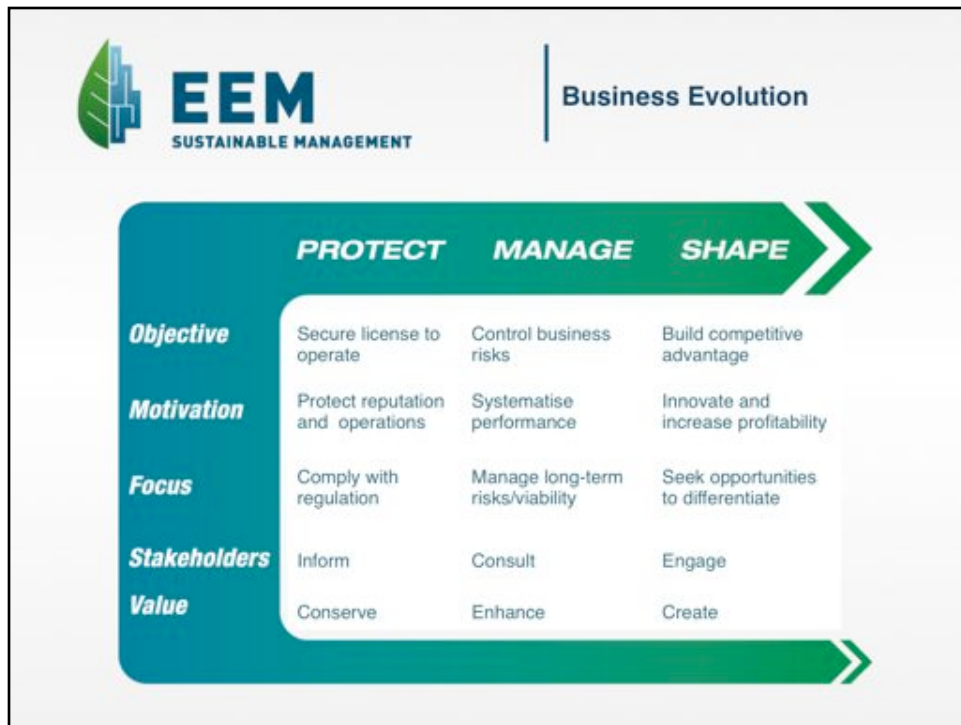 EEM
SUSTAINABLE MANAGEMENT
Business Evolution
PROTECT MANAGE SHAPE
Objective
Secure license to
operate
Control business
risks
Build competitive
advantage
Motivation
Protect reputation
and operations
Systematise
performance
Innovate and
increase profitability
Focus
Comply with
regulation
Manage long-term
risks/viability
Seek opportunities
to differentiate
Stakeholders
Inform
Consult
Engage
Value
Conserve
Enhance
Create